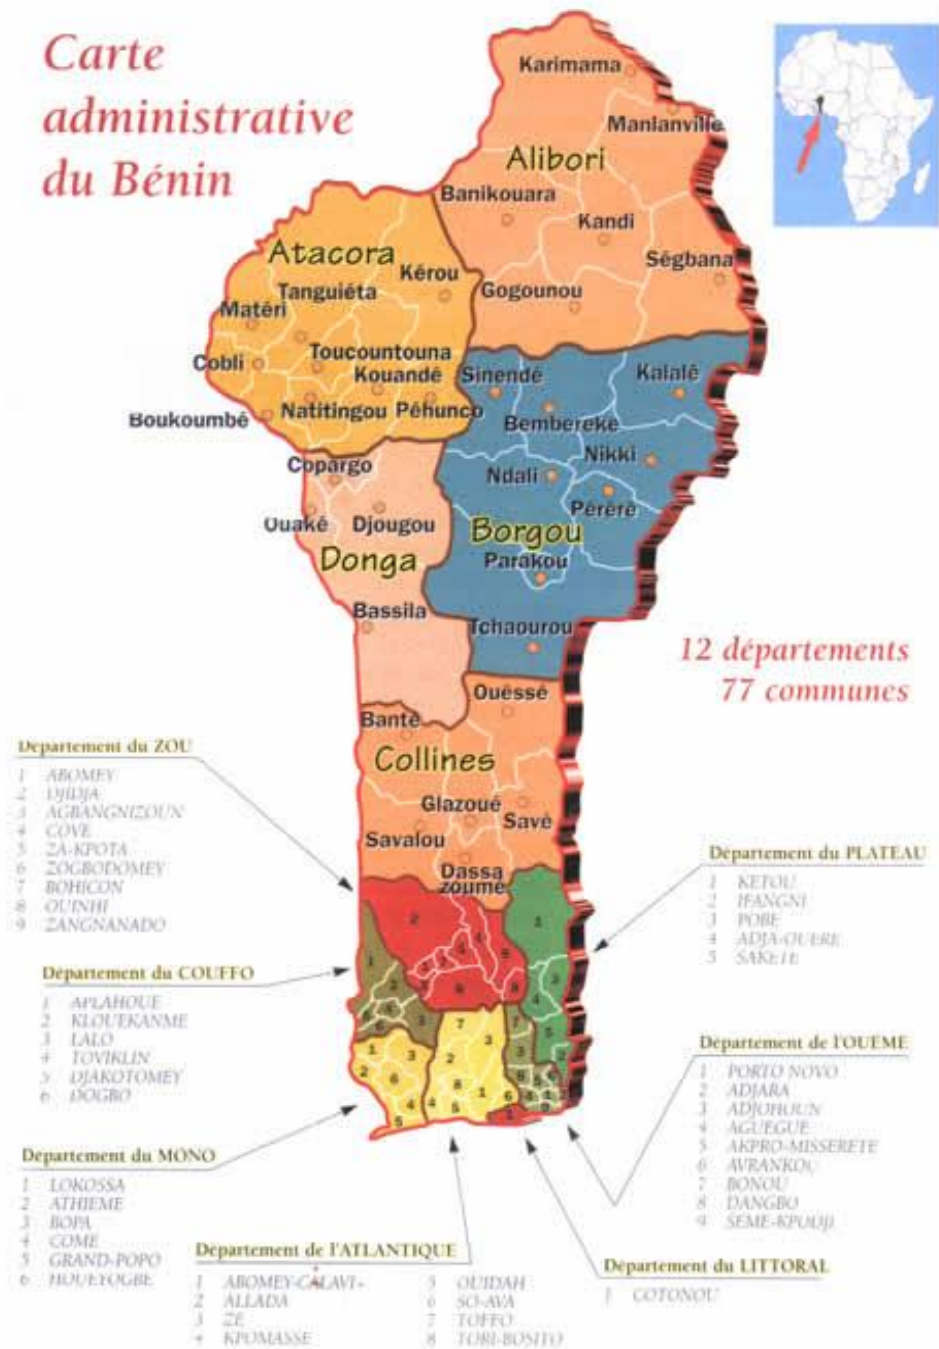 Carte
administrative
du Bénin
Karimama
Manlanville
Alibori
Banikouara
Kandi
Ségbana
Gogounou
Atacora
Kérou
Tanguiéta
Matéri
Toucountouna
Cobli
Kouandé
Boukoumbé
Natitingou
Péhunco
Sinendé
Kalalé
Bembereke
Nikki
Ndali
Péréré
Borgou
Parakou
Tchaourou
Copargo
Ouaké
Djougou
Donga
Bassila
12 départements
77 communes
Ouéssé
Bantè
Collines
Glazoué
Savè
Savalou
Dassa
zoumé
Département du ZOU
1 ABOMEY
2 DJIDJA
3 AGBANGNIZOUN
4 COVE
5 ZA-KPOTA
6 ZOGBODOMEY
7 BOHICON
8 OUINHI
9 ZANGNANADO
Département du COUFFO
1 APLAHOUE
2 KLOUEKANME
3 LALO
4 TOVIKLIN
5 DJAKOTOMEY
6 DOGBO
Département du MONO
1 LOKOSSA
2 ATHIEME
3 BOPA
4 COME
5 GRAND-POPO
6 HOUEYOGBE
Département de l'ATLANTIQUE
1 ABOMEY-CALAVI
2 ALLADA
3 ZE
4 KPOMASSE
5 OUIDAH
6 SO-AVA
7 TOFFO
8 TORI-BOSITO
Département du LITTORAL
1 COTONOU
Département du PLATEAU
1 KETOU
2 IFANGNI
3 POBE
4 ADJA-OUERE
5 SAKETE
Département de l'OUEME
1 PORTO NOVO
2 ADJARA
3 ADJOHOUN
4 AGUEGUE
5 AKPRO-MISSERETE
6 AVRANKOU
7 BONOU
8 DANGBO
9 SEME-KPODJI